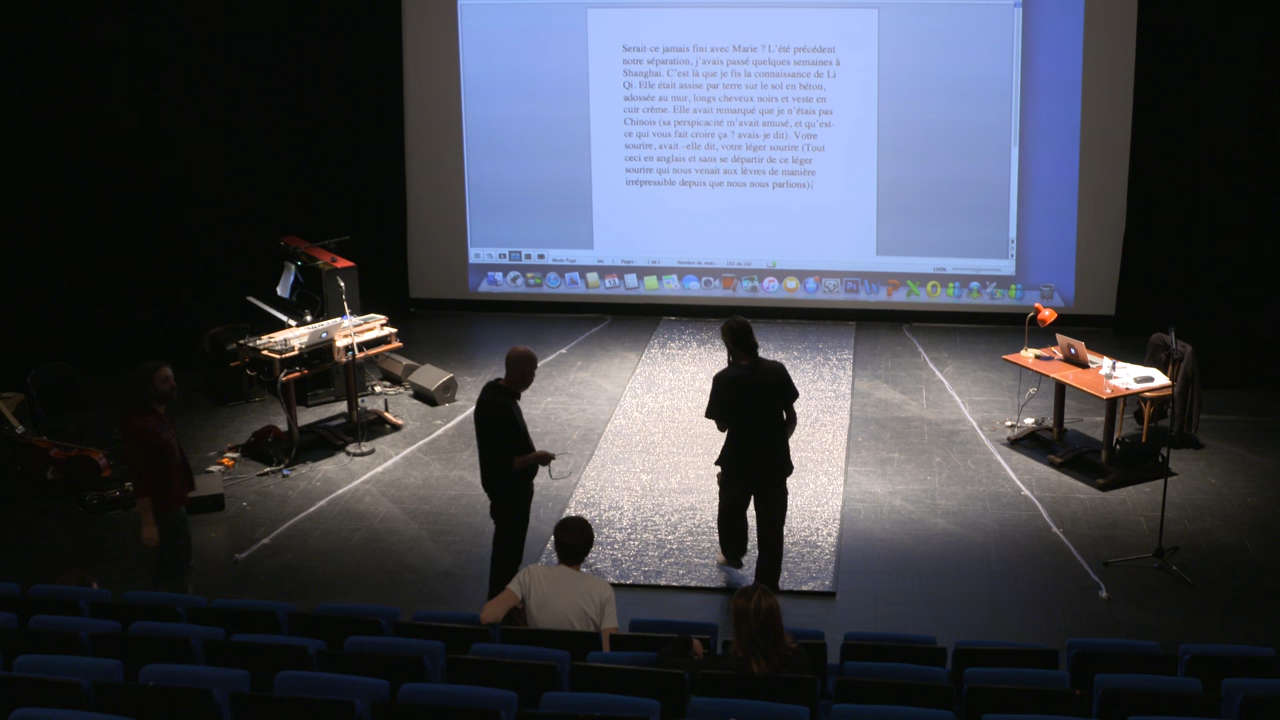 Serait-ce jamais fini avec Marie ? L'été précédent
notre séparation, j'avais passé quelques semaines à
Shanghai. C'est là que je fis la connaissance de Li
Qi. Elle était assise par terre sur le sol en béton,
adossée au mur, longs cheveux noirs et veste en
cuir crème. Elle avait remarqué que je n'étais pas
Chinois (sa perspicacité m'avait amusé, et qu'est-
ce qui vous fait croire ça ? avais-je dit). Votre
sourire, avait -elle dit, votre léger sourire (Tout
ceci en anglais et sans se départir de ce léger
sourire qui nous venait aux lèvres de manière
irrépressible depuis que nous nous parlions).
Mode Page